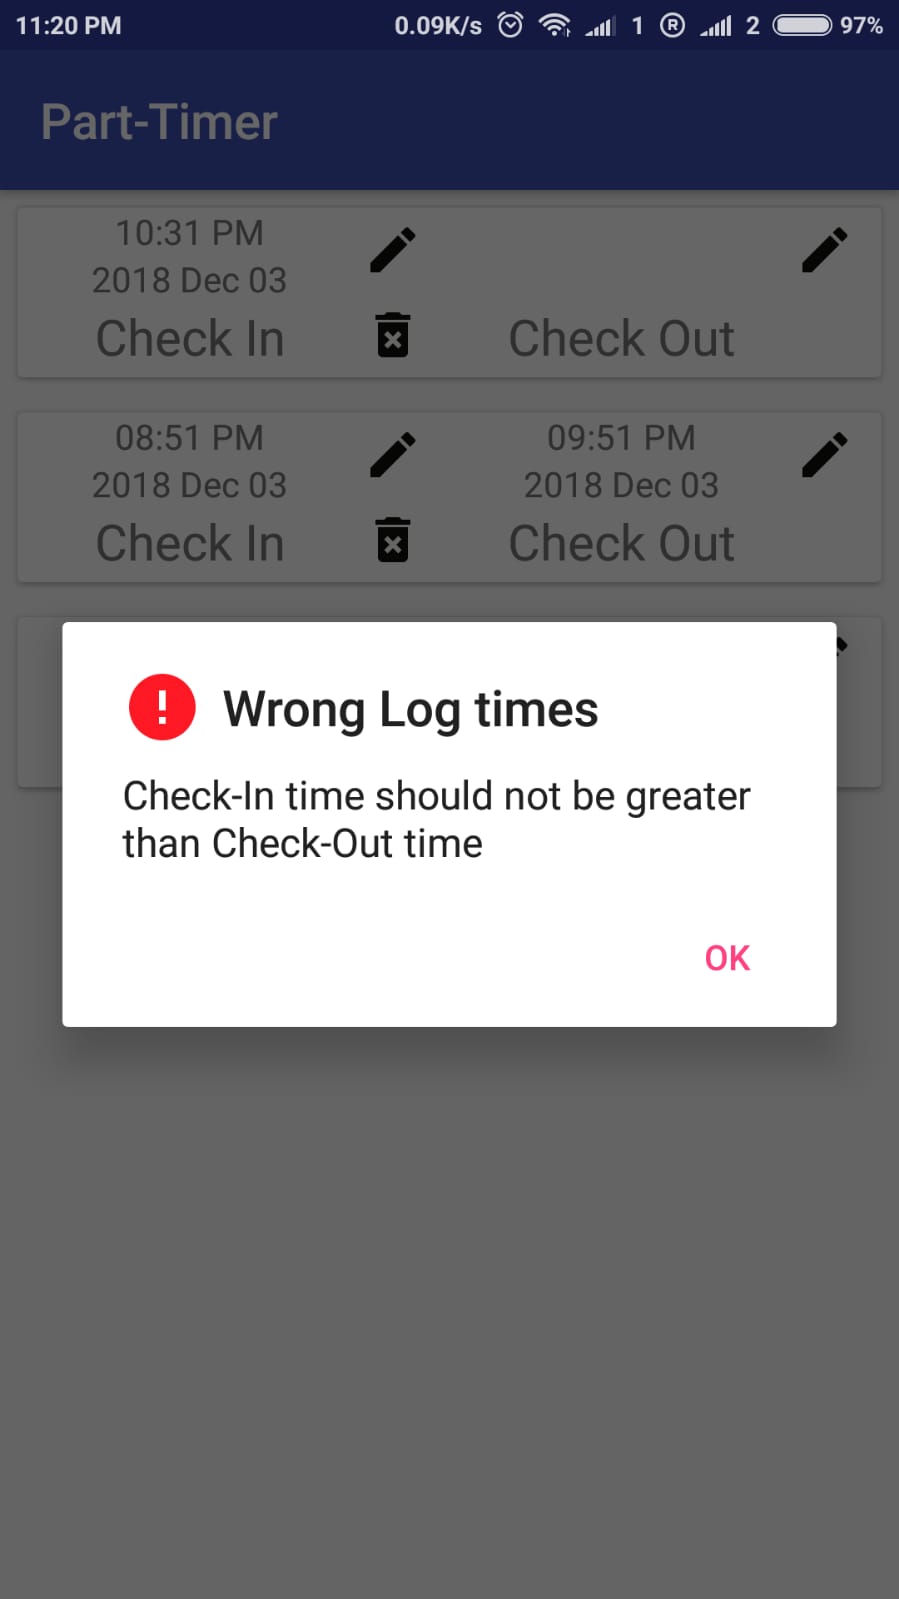 11:20 PM 0.09K/s 1 R 2 97%
Part-Timer
10:31 PM
2018 Dec 03
Check In Check Out
08:51 PM 09:51 PM
2018 Dec 03 2018 Dec 03
Check In Check Out
! Wrong Log times
Check-In time should not be greater
than Check-Out time
OK